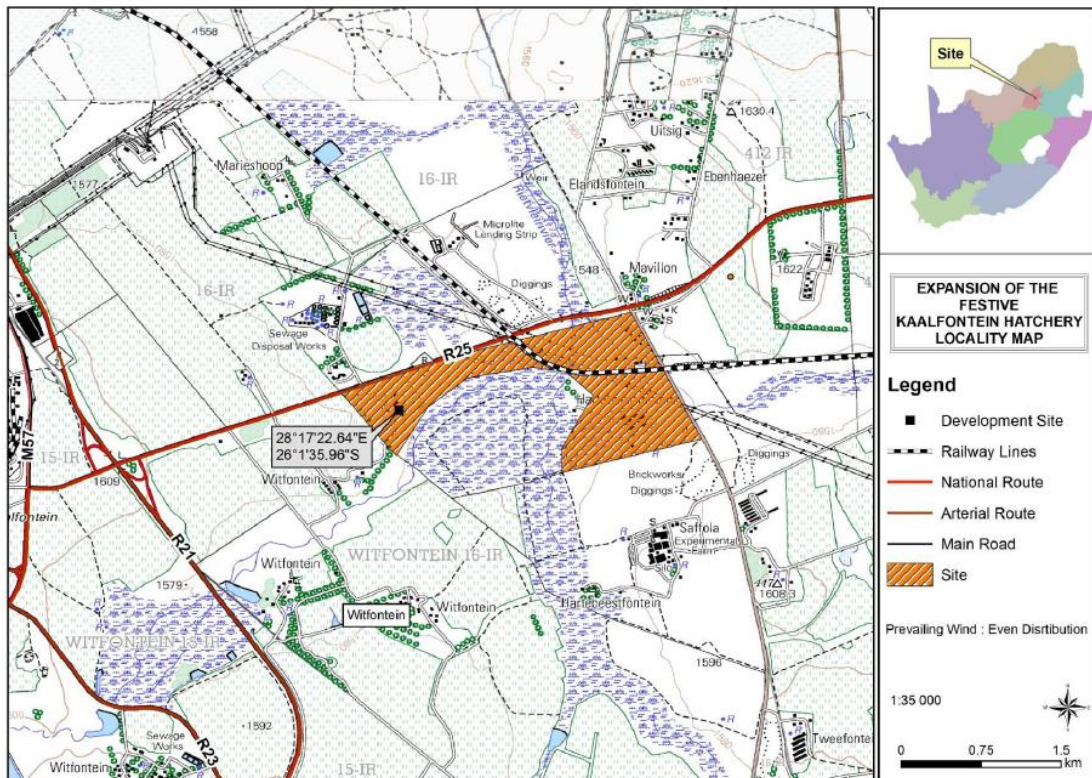 4558
1560
1620
1630.4
Uitsig
412 JR
Marieshoop
1577
16-IR
Weir
Elandsfontein
Ebenhaezer
Microlite
Landing Strip
16-IR
Diggings
548
Mavillon
1622
Sewage
Disposal Works
R25
M57
15-IR
28°17'22.64"E
26°1'35.96"S
Witfontein
1609
Brickworks
Diggings
Diggings
1560
R21
Saffola
Experimental
Farm
Silo
WITFONTEIN 16-IR
1579
Witfontein
Witfontein
Witfontein
Hartebeestfontein
1608.3
WITFONTEIN 15-IR
1596
1592
Sewage
Works
R23
Witfontein
15-IR
Tweefonte
Site
EXPANSION OF THE
FESTIVE
KAALFONTEIN HATCHERY
LOCALITY MAP
Legend
Development Site
Railway Lines
National Route
Arterial Route
Main Road
Site
Prevailing Wind : Even Disrtibution
1:35 000
0 0.75 1.5
km